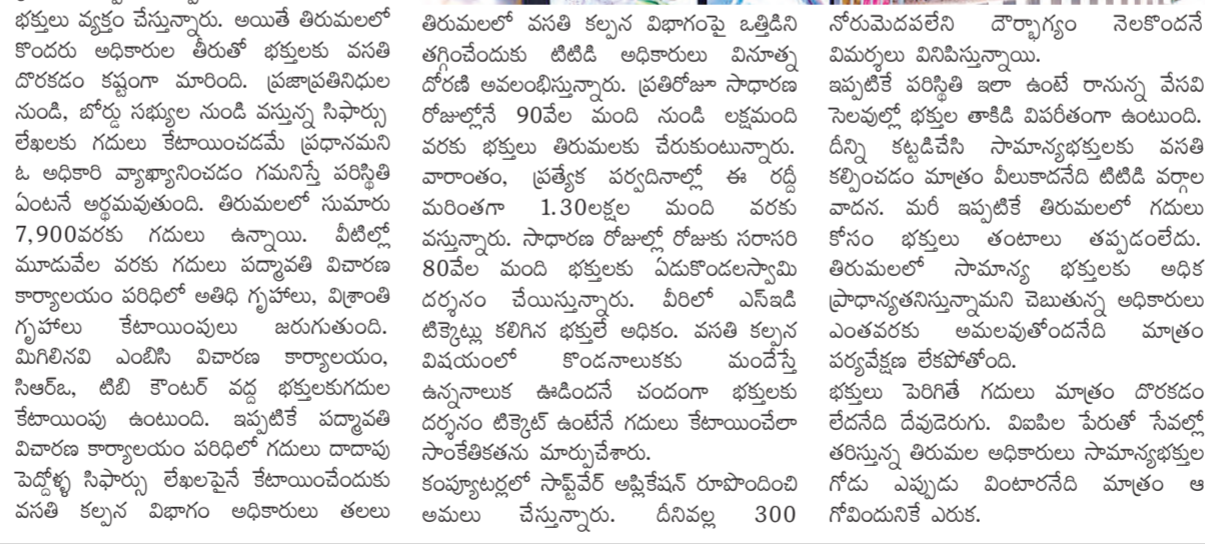 భక్తులు వ్యక్తం చేస్తున్నారు. అయితే తిరుమలలో
కొందరు అధికారుల తీరుతో భక్తులకు వసతి
దొరకడం కష్టంగా మారింది. ప్రజాప్రతినిధుల
నుండి, బోర్డు సభ్యుల నుండి వస్తున్న సిఫార్సు
లేఖలకు గదులు కేటాయించడమే ప్రధానమని
ఓ అధికారి వ్యాఖ్యానించడం గమనిస్తే పరిస్థితి
ఏంటనే అర్థమవుతుంది. తిరుమలలో సుమారు
7,900వరకు గదులు ఉన్నాయి. వీటిల్లో
మూడువేల వరకు గదులు పద్మావతి విచారణ
కార్యాలయం పరిధిలో అతిధి గృహాలు, విశ్రాంతి
గృహాలు కేటాయింపులు జరుగుతుంది.
మిగిలినవి ఎంబిసి విచారణ కార్యాలయం,
సిఆర్ఒ, టిబి కౌంటర్ వద్ద భక్తులకుగదుల
కేటాయింపు ఉంటుంది. ఇప్పటికే పద్మావతి
విచారణ కార్యాలయం పరిధిలో గదులు దాదాపు
పెద్దోళ్ళ సిఫార్సు లేఖలపైనే కేటాయించేందుకు
వసతి కల్పన విభాగం అధికారులు తలలు
తిరుమలలో వసతి కల్పన విభాగంపై ఒత్తిడిని
తగ్గించేందుకు టిటిడి అధికారులు వినూత్న
దోరణి అవలంభిస్తున్నారు. ప్రతిరోజూ సాధారణ
రోజుల్లోనే 90వేల మంది నుండి లక్షమంది
వరకు భక్తులు తిరుమలకు చేరుకుంటున్నారు.
వారాంతం, ప్రత్యేక పర్వదినాల్లో ఈ రద్దీ
మరింతగా 1.30లక్షల మంది వరకు
వస్తున్నారు. సాధారణ రోజుల్లో రోజుకు సరాసరి
80వేల మంది భక్తులకు ఏడుకొండలస్వామి
దర్శనం చేయిస్తున్నారు. వీరిలో ఎస్ఇడి
టిక్కెట్లు కలిగిన భక్తులే అధికం. వసతి కల్పన
విషయంలో కొండనాలుకకు మందేస్తే
ఉన్ననాలుక ఊడిందనే చందంగా భక్తులకు
దర్శనం టిక్కెట్ ఉంటేనే గదులు కేటాయించేలా
సాంకేతికతను మార్పుచేశారు.
కంప్యూటర్లలో సాఫ్ట్‌వేర్ అప్లికేషన్ రూపొందించి
అమలు చేస్తున్నారు. దీనివల్ల 300
నోరుమెదవలేని దౌర్భాగ్యం నెలకొందనే
విమర్శలు వినిపిస్తున్నాయి.
ఇప్పటికే పరిస్థితి ఇలా ఉంటే రానున్న వేసవి
సెలవుల్లో భక్తుల తాకిడి విపరీతంగా ఉంటుంది.
దీన్ని కట్టడిచేసి సామాన్యభక్తులకు వసతి
కల్పించడం మాత్రం వీలుకాదనేది టిటిడి వర్గాల
వాదన. మరీ ఇప్పటికే తిరుమలలో గదులు
కోసం భక్తులు తంటాలు తప్పడంలేదు.
తిరుమలలో సామాన్య భక్తులకు అధిక
ప్రాధాన్యతనిస్తున్నామని చెబుతున్న అధికారులు
ఎంతవరకు అమలవుతోందనేది మాత్రం
పర్యవేక్షణ లేకపోతోంది.
భక్తులు పెరిగితే గదులు మాత్రం దొరకడం
లేదనేది దేవుడెరుగు. విఐపిల పేరుతో సేవల్లో
తరిస్తున్న తిరుమల అధికారులు సామాన్యభక్తుల
గోడు ఎప్పుడు వింటారనేది మాత్రం ఆ
గోవిందునికే ఎరుక.